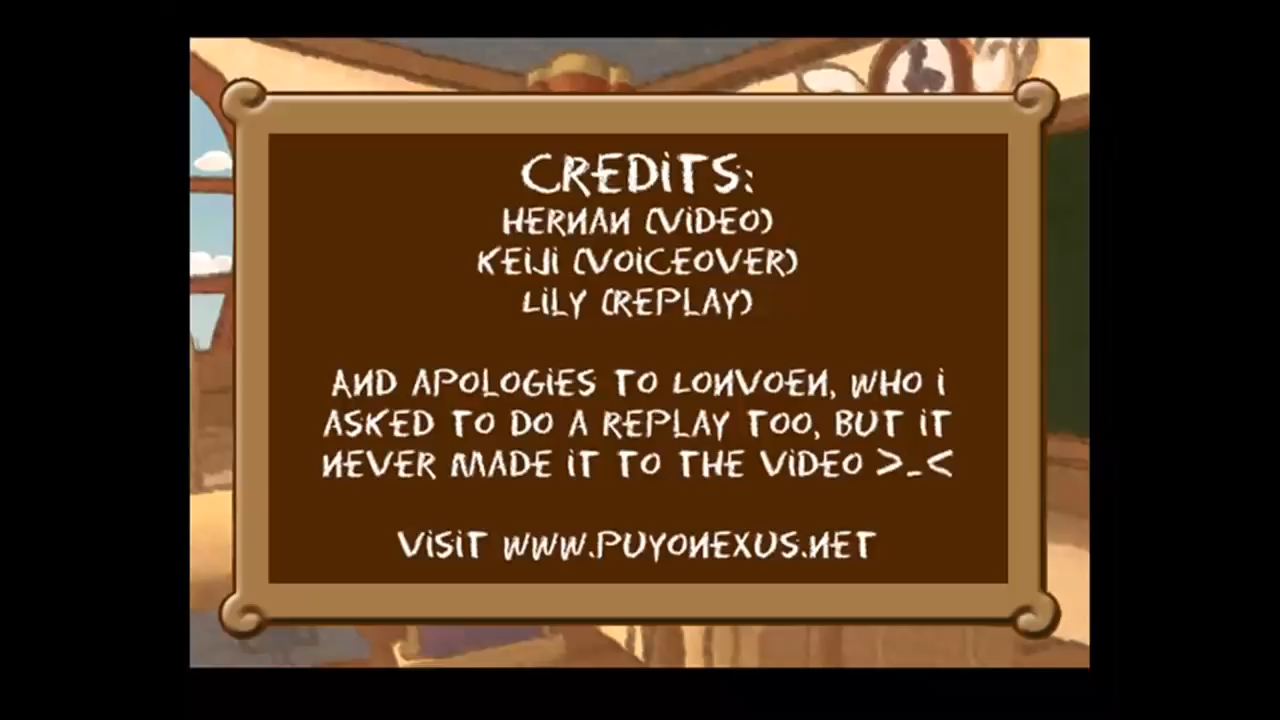 CREDiTS:
HERNAN (ViDEO)
KEiJi (VOiCEOVER)
LiLY (REPLAY)
AND APOLOGiES TO LONVOEN, WHO i
ASKED TO DO A REPLAY TOO, BUT iT
NEVER MADE iT TO THE ViDEO >_<
ViSiT WWW.PUYONEXUS.NET